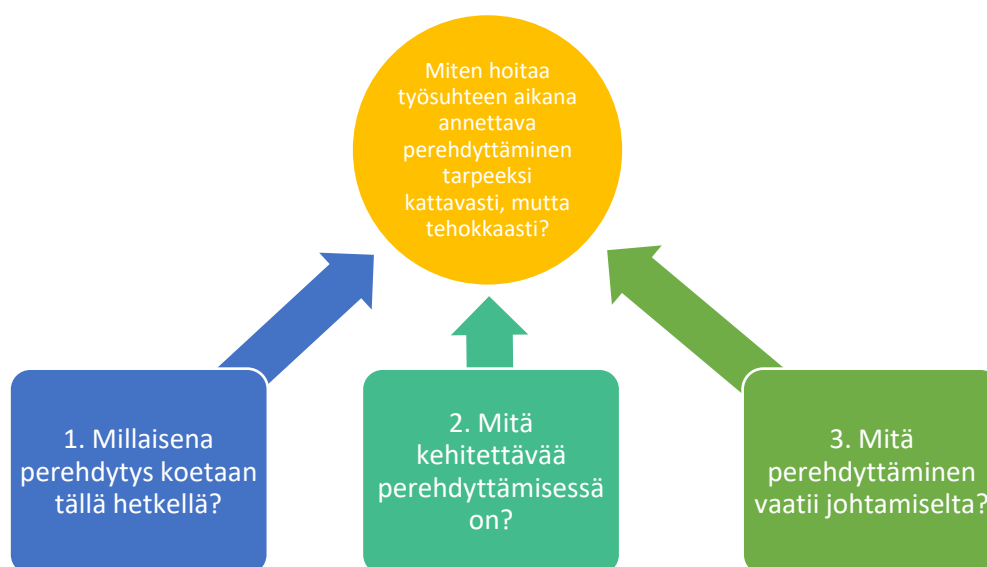 Miten hoitaa
työsuhteen aikana
annettava
perehdyttäminen
tarpeeksi
kattavasti, mutta
tehokkaasti?
1. Millaisena
perehdytys koetaan
tällä hetkellä?
2. Mitä
kehitettävää
perehdyttämisessä
on?
3. Mitä
perehdyttäminen
vaatii johtamiselta?